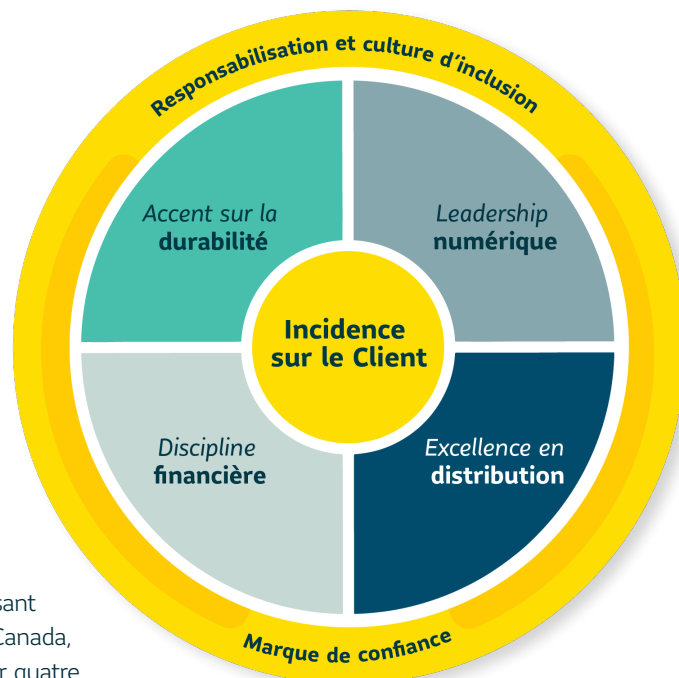 Responsabilisation et culture d'inclusion
Accent sur la
durabilité
Leadership
numérique
Incidence
sur le Client
Discipline
financière
Excellence en
distribution
Marque de confiance
Canada,
quatre